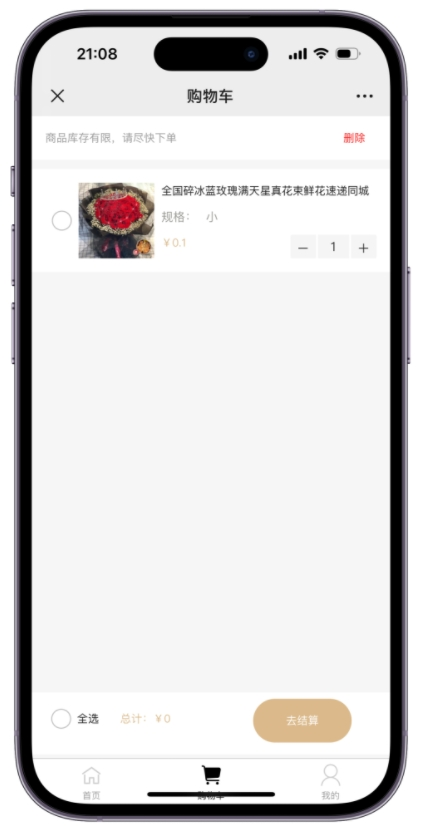 21:08
购物车
商品库存有限，请尽快下单
删除
全国碎冰蓝玫瑰满天星真花束鲜花速递同城
规格： 小
￥0.1
1
全选
总计：￥0
去结算
首页
购物车
我的